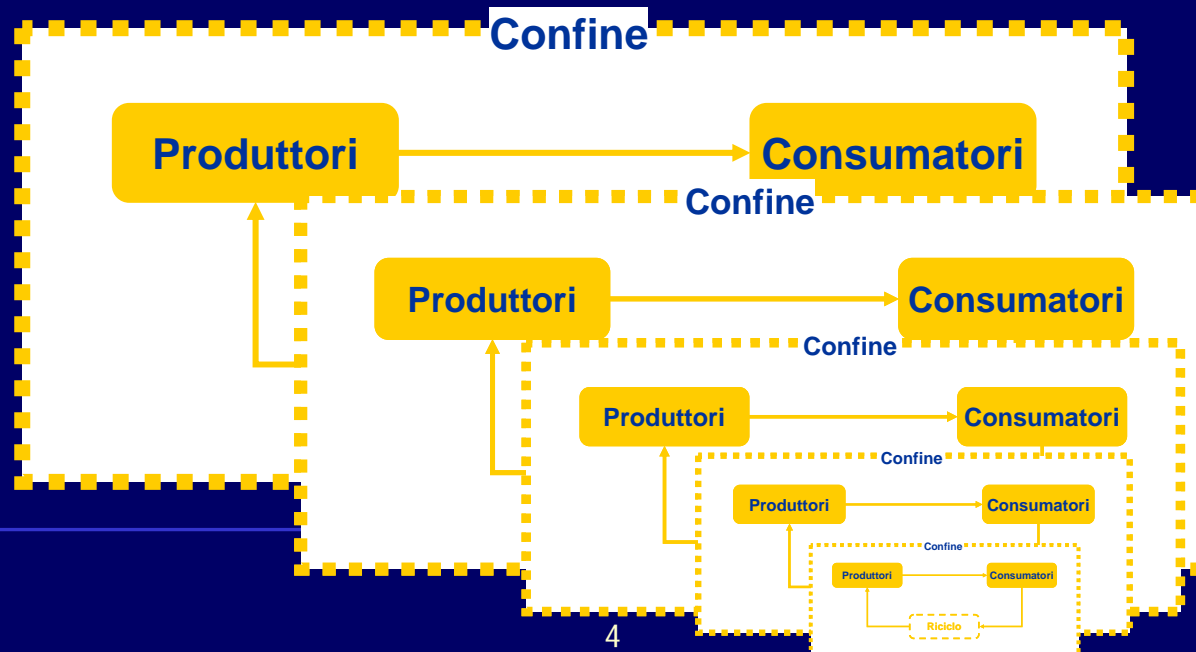 Confine
Produttori
Consumatori
Confine
Produttori
Consumatori
Confine
Produttori
Consumatori
Confine
Produttori
Consumatori
Confine
Produttori
Consumatori
Riciclo
4